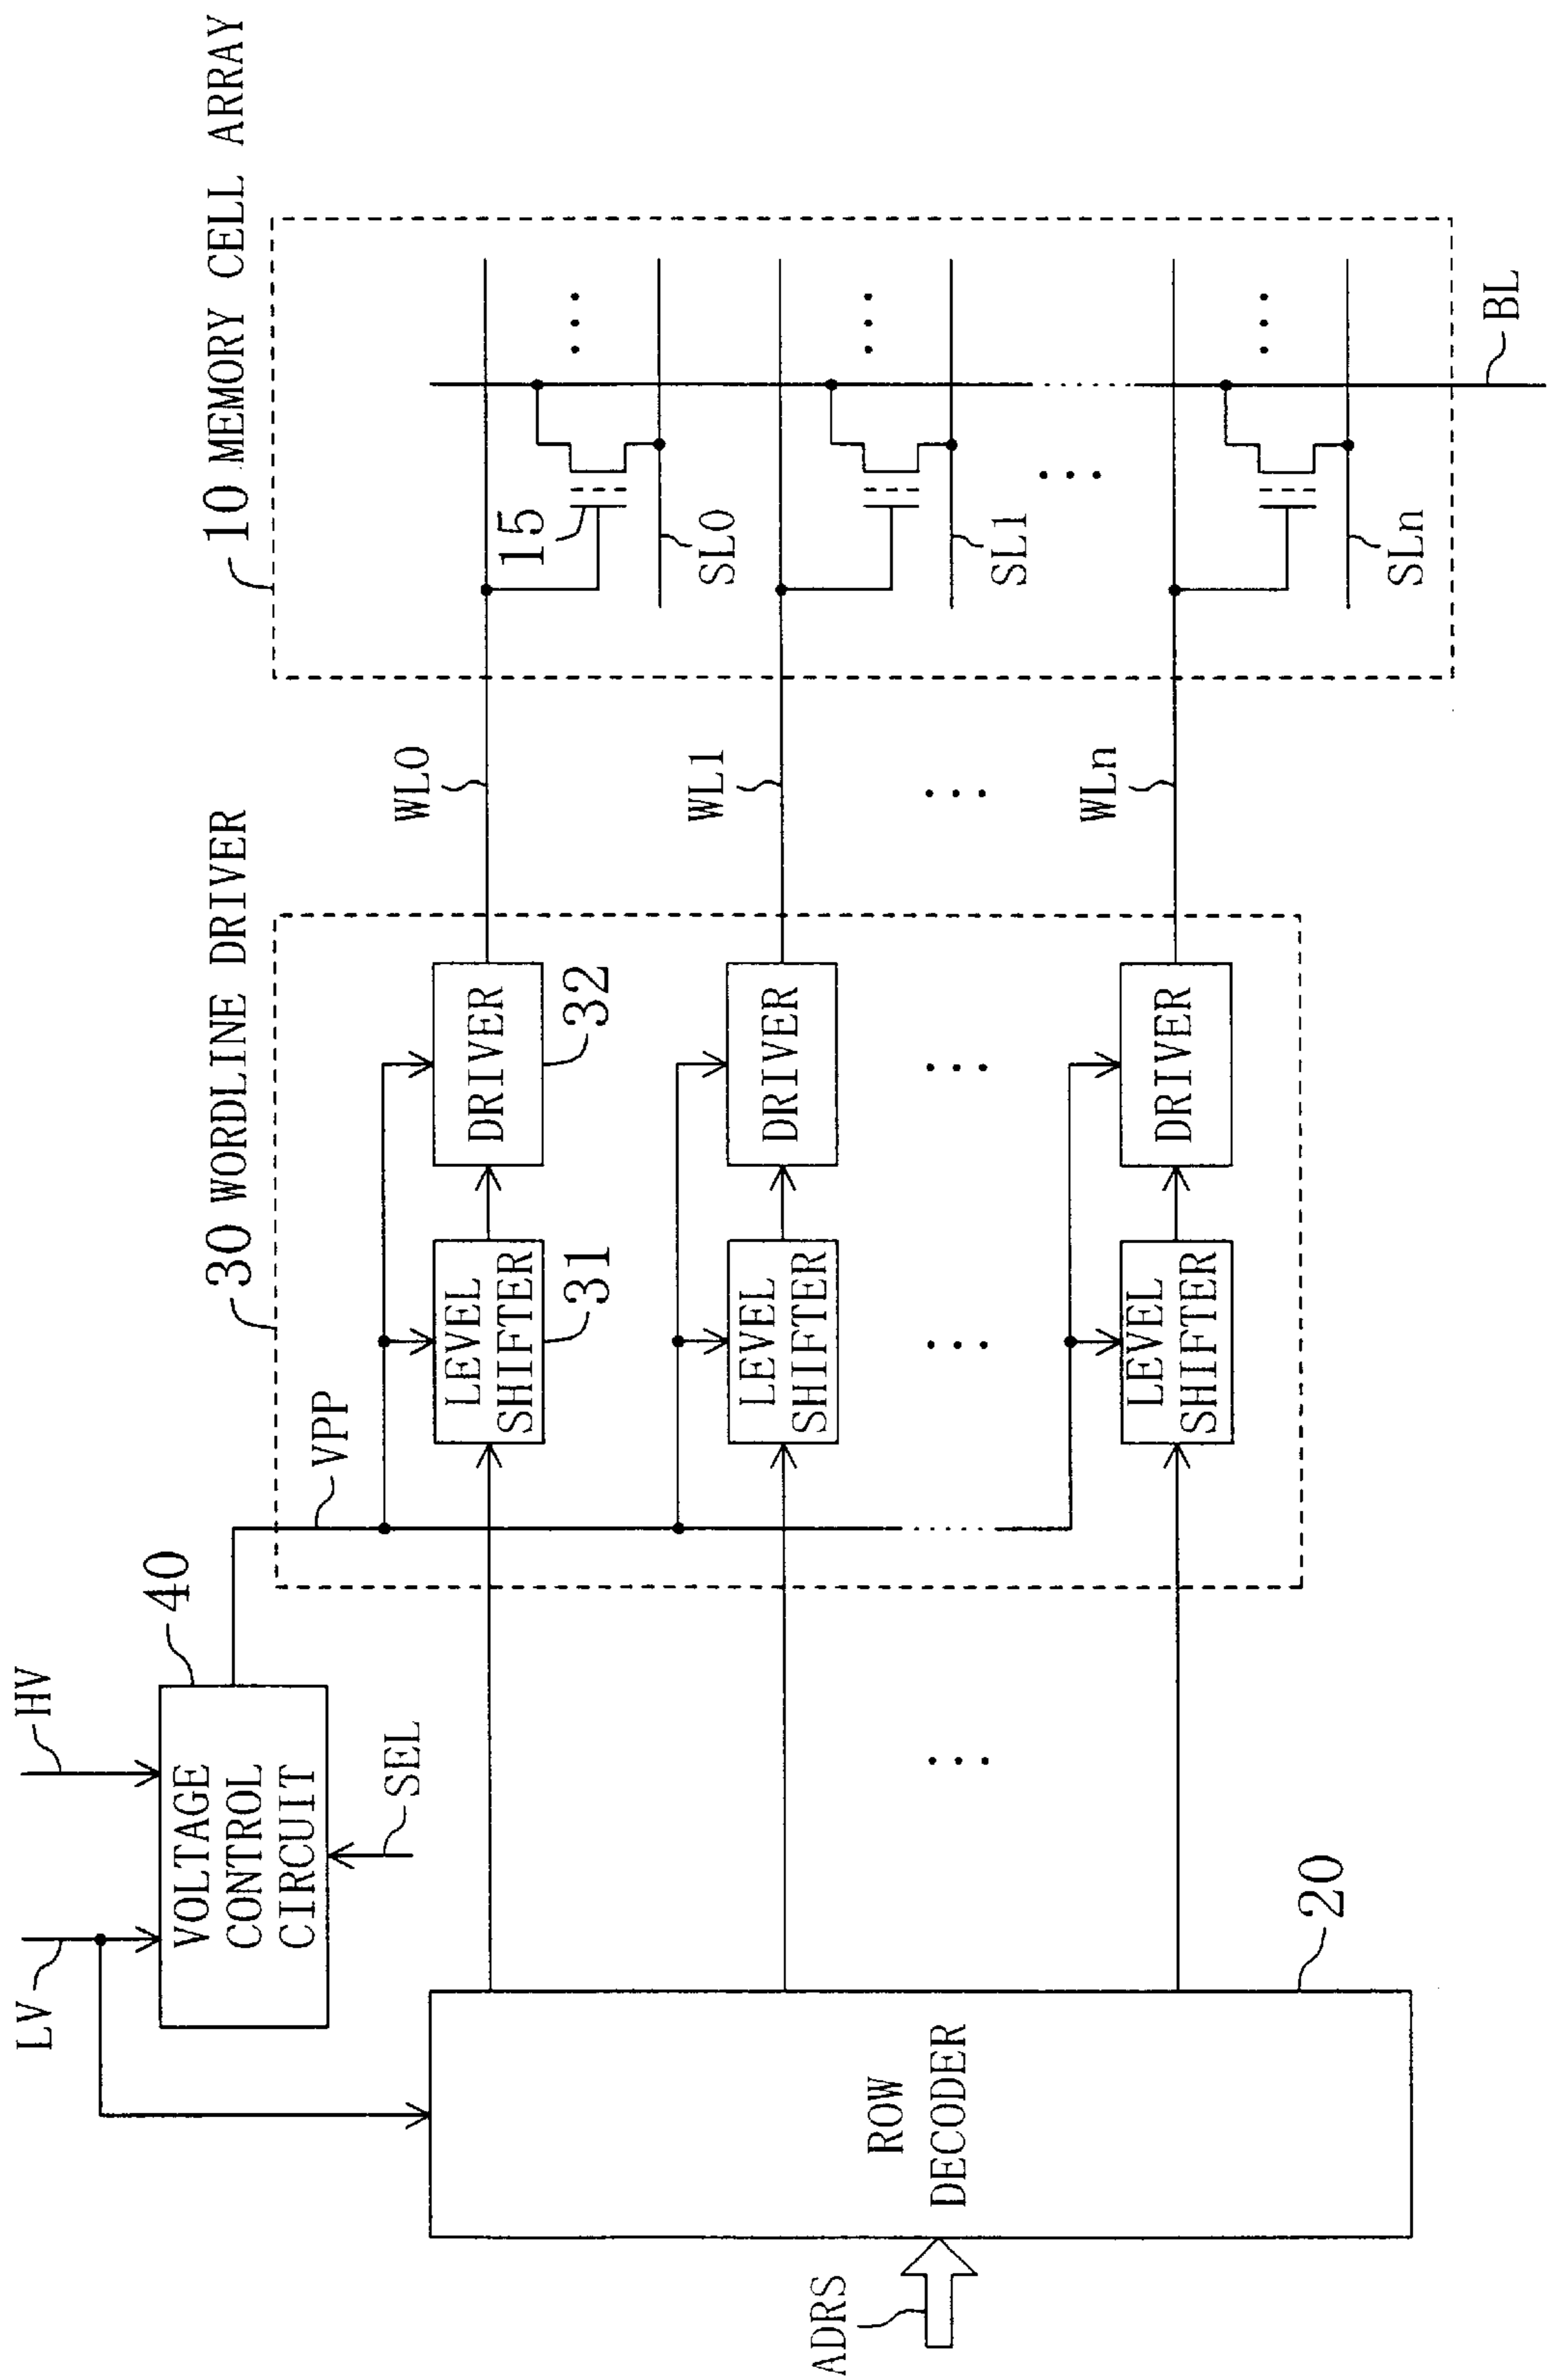 10 MEMORY CELL ARRAY
30 WORDLINE DRIVER
40
HV
LV
VOLTAGE
CONTROL
CIRCUIT
SEL
VPP
LEVEL
SHIFTER
31
DRIVER
32
WL0
15
SL0
LEVEL
SHIFTER
DRIVER
WL1
SL1
LEVEL
SHIFTER
DRIVER
WLn
SLn
BL
ADRS
ROW
DECODER
20